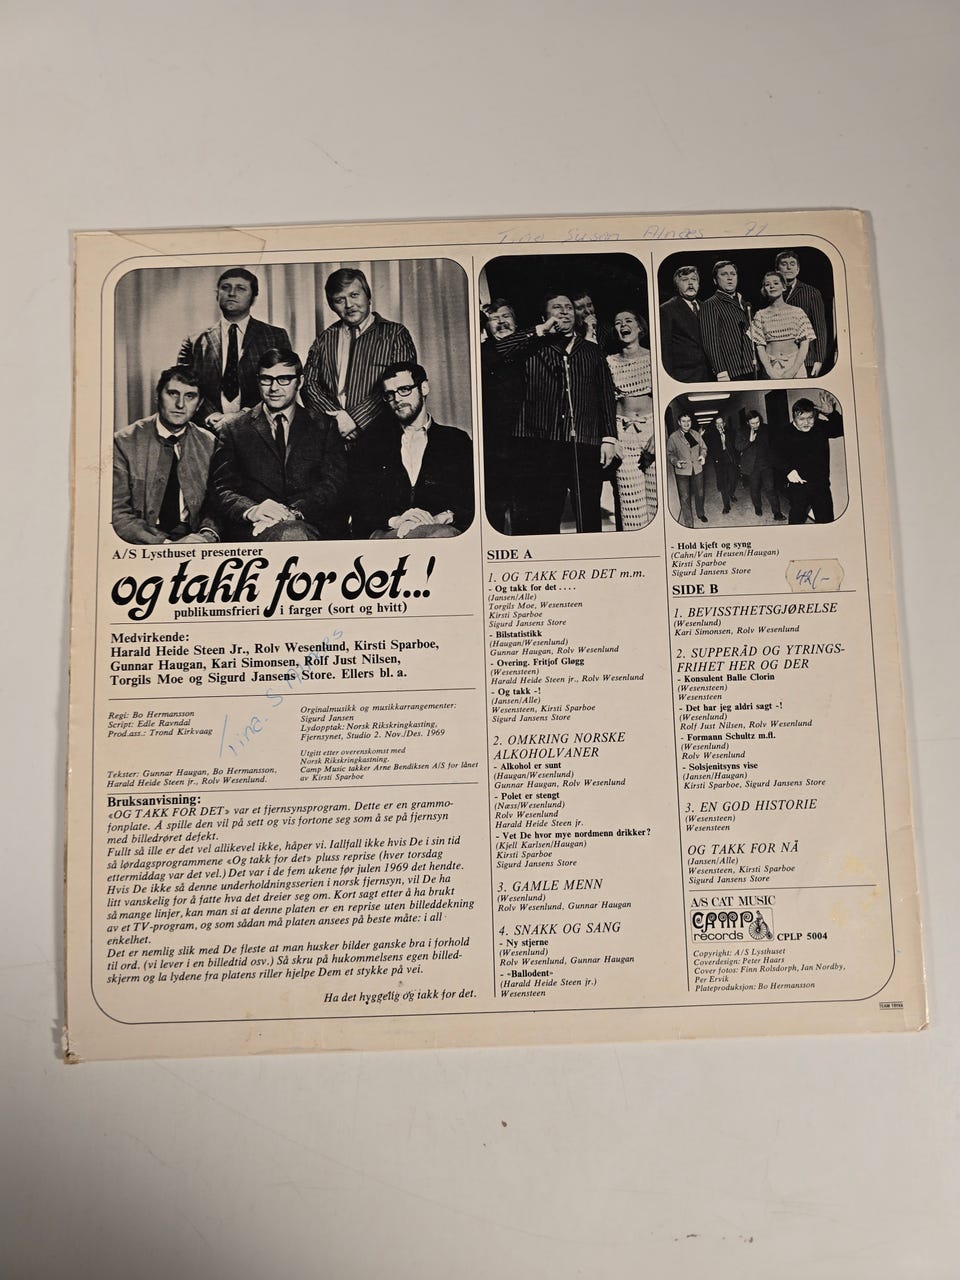 Tina Susan Alnæs - 71
A/S Lysthuset presenterer
og takk for det...!
publikumsfrieri i farger (sort og hvitt)
Medvirkende:
Harald Heide Steen Jr., Rolv Wesenlund, Kirsti Sparboe,
Gunnar Haugan, Kari Simonsen, Rolf Just Nilsen,
Torgils Moe og Sigurd Jansens Store. Ellers bl. a.
Regi: Bo Hermansson
Script: Edle Ravndal
Prod.ass.: Trond Kirkvaag
Tekster: Gunnar Haugan, Bo Hermansson,
Harald Heide Steen jr., Rolv Wesenlund.
Tina. S
Orginalmusikk og musikkarrangementer:
Sigurd Jansen
Lydopptak: Norsk Rikskringkasting,
Fjernsynet, Studio 2. Nov./Des. 1969
Utgitt etter overenskomst med
Norsk Rikskringkastning.
Camp Music takker Arne Bendiksen A/S for lånet
av Kirsti Sparboe
Bruksanvisning:
«OG TAKK FOR DET» var et fjernsynsprogram. Dette er en grammo-
fonplate. Å spille den vil på sett og vis fortone seg som å se på fjernsyn
med billedrøret defekt.
Fullt så ille er det vel allikevel ikke, håper vi. Iallfall ikke hvis De i sin tid
så lørdagsprogrammene «Og takk for det» pluss reprise (hver torsdag
ettermiddag var det vel.) Det var i de fem ukene før julen 1969 det hendte.
Hvis De ikke så denne underholdningsserien i norsk fjernsyn, vil De ha
litt vanskelig for å fatte hva det dreier seg om. Kort sagt etter å ha brukt
så mange linjer, kan man si at denne platen er en reprise uten billeddekning
av et TV-program, og som sådan må platen ansees på beste måte: i all
enkelhet.
Det er nemlig slik med De fleste at man husker bilder ganske bra i forhold
til ord. (vi lever i en billedtid osv.) Så skru på hukommelsens egen billed-
skjerm og la lydene fra platens riller hjelpe Dem et stykke på vei.
Ha det hyggelig og takk for det.
SIDE A
1. OG TAKK FOR DET m.m.
- Og takk for det . . . .
(Jansen/Alle)
Torgils Moe, Wesensteen
Kirsti Sparboe
Sigurd Jansens Store
- Bilstatistikk
(Haugan/Wesenlund)
Gunnar Haugan, Rolv Wesenlund
- Overing. Fritjof Gløgg
(Wesensteen)
Harald Heide Steen jr., Rolv Wesenlund
- Og takk -!
(Jansen/Alle)
Wesensteen, Kirsti Sparboe
Sigurd Jansens Store
2. OMKRING NORSKE
ALKOHOLVANER
- Alkohol er sunt
(Haugan/Wesenlund)
Gunnar Haugan, Rolv Wesenlund
- Polet er stengt
(Næss/Wesenlund)
Rolv Wesenlund
Harald Heide Steen jr.
- Vet De hvor mye nordmenn drikker?
(Kjell Karlsen/Haugan)
Kirsti Sparboe
Sigurd Jansens Store
3. GAMLE MENN
(Wesenlund)
Rolv Wesenlund, Gunnar Haugan
4. SNAKK OG SANG
- Ny stjerne
(Wesenlund)
Rolv Wesenlund, Gunnar Haugan
- «Ballodent»
(Harald Heide Steen jr.)
Wesensteen
- Hold kjeft og syng
(Cahn/Van Heusen/Haugan)
Kirsti Sparboe
Sigurd Jansens Store
42/-
SIDE B
1. BEVISSTHETSGJØRELSE
(Wesenlund)
Kari Simonsen, Rolv Wesenlund
2. SUPPERÅD OG YTRINGS-
FRIHET HER OG DER
- Konsulent Balle Clorin
(Wesensteen)
Wesensteen
- Det har jeg aldri sagt -!
(Wesenlund)
Rolf Just Nilsen, Rolv Wesenlund
- Formann Schultz m.fl.
(Wesenlund)
Rolv Wesenlund
- Solsjenitsyns vise
(Jansen/Haugan)
Kirsti Sparboe, Sigurd Jansens Store
3. EN GOD HISTORIE
(Wesensteen)
Wesensteen
OG TAKK FOR NÅ
(Jansen/Alle)
Wesensteen, Kirsti Sparboe
Sigurd Jansens Store
A/S CAT MUSIC
CAMP
records
CPLP 5004
Copyright: A/S Lysthuset
Coverdesign: Peter Haars
Cover fotos: Finn Rolsdorph, Jan Nordby,
Per Ervik
Plateproduksjon: Bo Hermansson